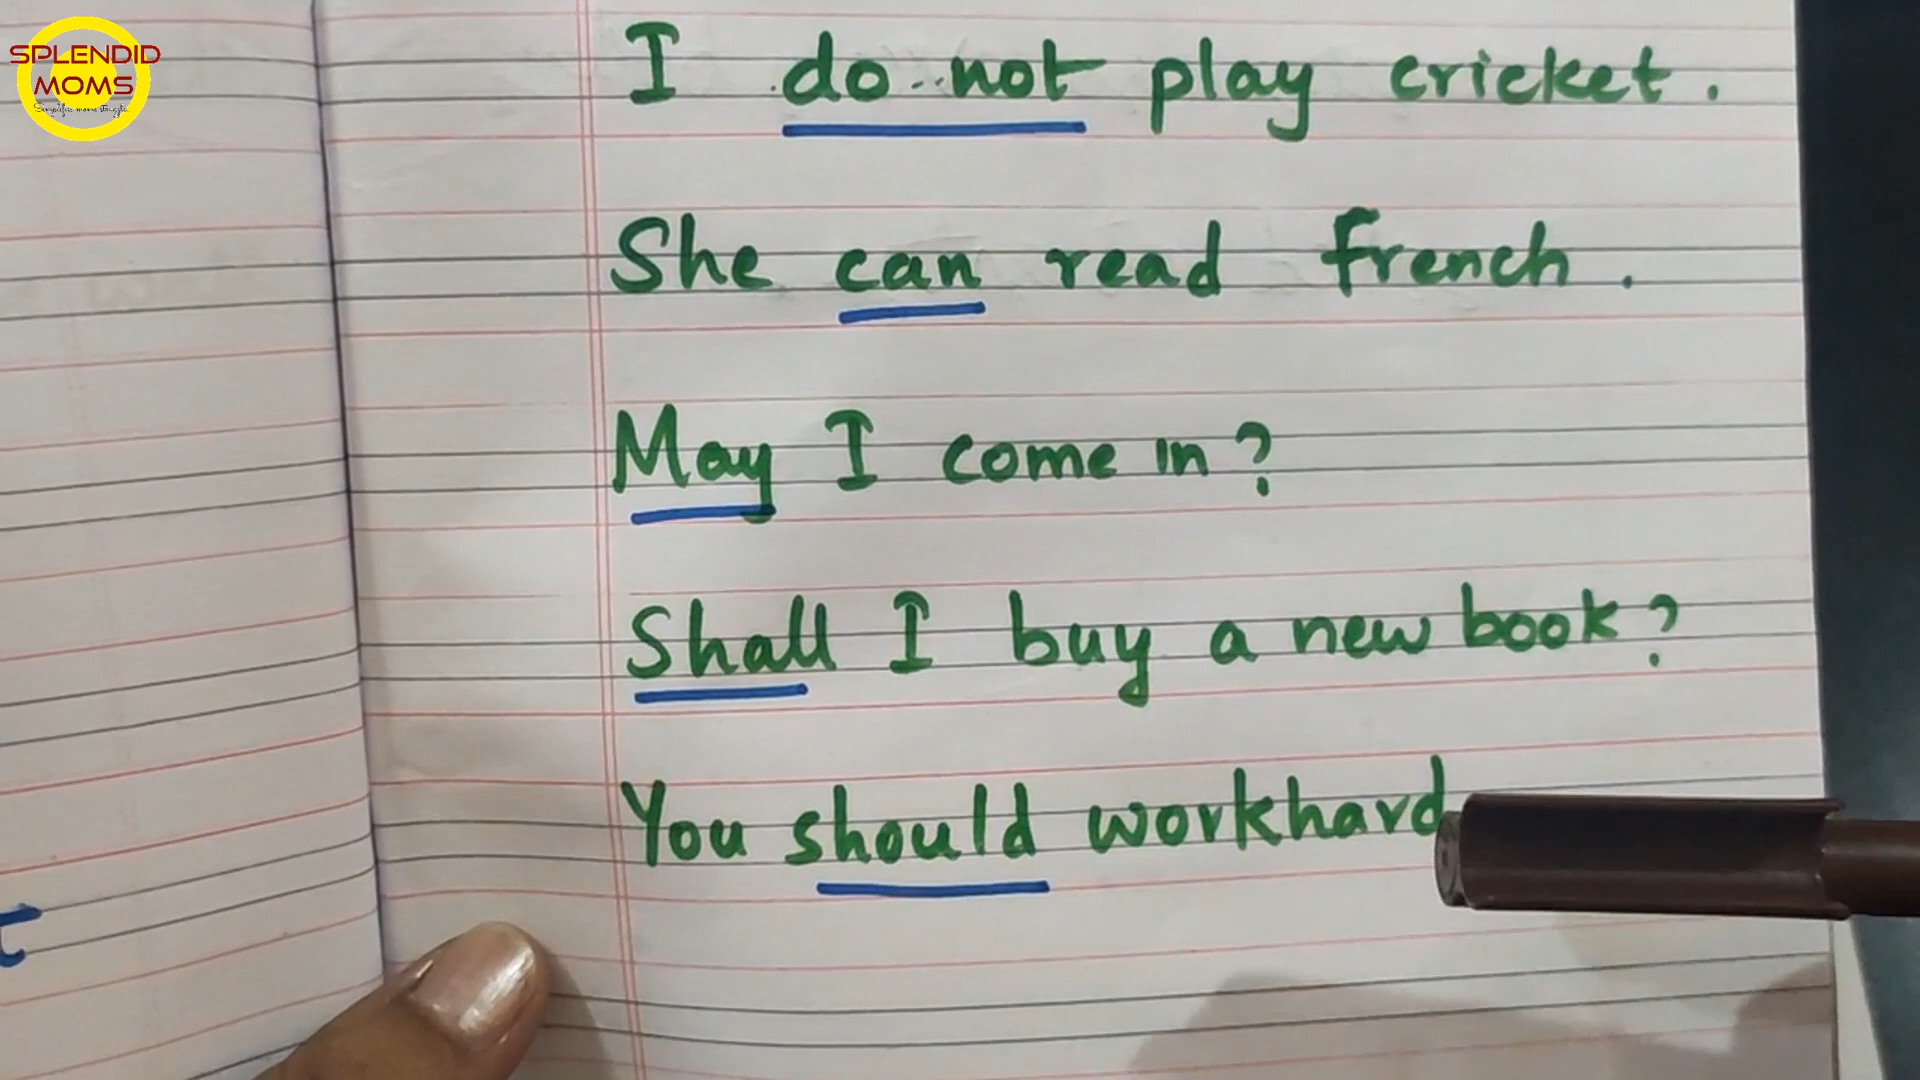 SPLENDID
MOMS
I do not play cricket.
She can read french.
May I come in?
Shall I buy a new book?
You should workhard